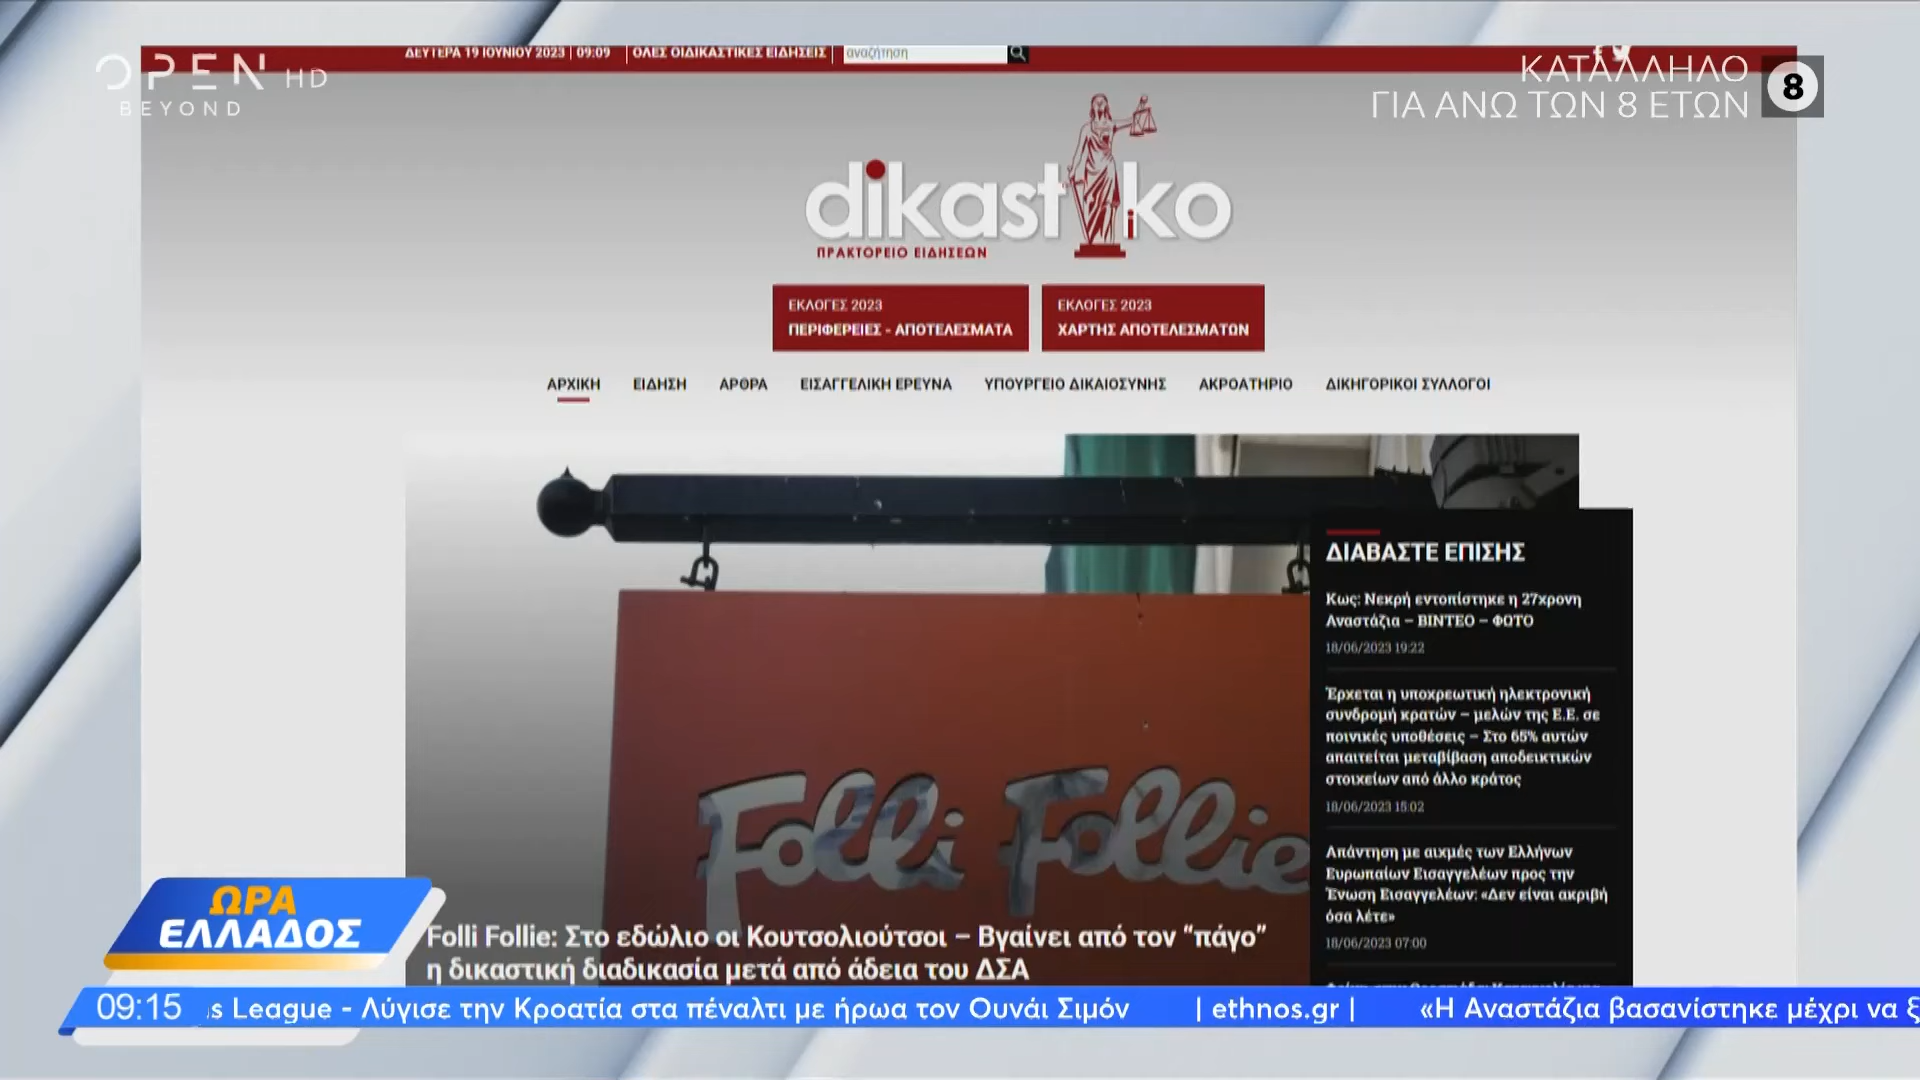 ΔΕΥΤΕΡΑ 19 ΙΟΥΝΙΟΥ 2023 | 09:09 | ΟΛΕΣ ΟΙΔΙΚΑΣΤΙΚΕΣ ΕΙΔΗΣΕΙΣ | αναζήτηση
OPEN HD
BEYOND
ΚΑΤΑΛΛΗΛΟ
ΓΙΑ ΑΝΩ ΤΩΝ 8 ΕΤΩΝ
8
dikastiko
ΠΡΑΚΤΟΡΕΙΟ ΕΙΔΗΣΕΩΝ
ΕΚΛΟΓΕΣ 2023
ΠΕΡΙΦΕΡΕΙΕΣ - ΑΠΟΤΕΛΕΣΜΑΤΑ
ΕΚΛΟΓΕΣ 2023
ΧΑΡΤΗΣ ΑΠΟΤΕΛΕΣΜΑΤΩΝ
ΑΡΧΙΚΗ ΕΙΔΗΣΗ ΑΡΘΡΑ ΕΙΣΑΓΓΕΛΙΚΗ ΕΡΕΥΝΑ ΥΠΟΥΡΓΕΙΟ ΔΙΚΑΙΟΣΥΝΗΣ ΑΚΡΟΑΤΗΡΙΟ ΔΙΚΗΓΟΡΙΚΟΙ ΣΥΛΛΟΓΟΙ
Folli Follie
Folli Follie: Στο εδώλιο οι Κουτσολιούτσοι – Βγαίνει από τον “πάγο”
η δικαστική διαδικασία μετά από άδεια του ΔΣΑ
ΔΙΑΒΑΣΤΕ ΕΠΙΣΗΣ
Κως: Νεκρή εντοπίστηκε η 27χρονη
Αναστάζια – ΒΙΝΤΕΟ – ΦΩΤΟ
18/06/2023 19:22
Έρχεται η υποχρεωτική ηλεκτρονική
συνδρομή κρατών – μελών της Ε.Ε. σε
ποινικές υποθέσεις – Στο 65% αυτών
απαιτείται μεταβίβαση αποδεικτικών
στοιχείων από άλλο κράτος
18/06/2023 15:02
Απάντηση με αιχμές των Ελλήνων
Ευρωπαίων Εισαγγελέων προς την
Ένωση Εισαγγελέων: «Δεν είναι ακριβή
όσα λέτε»
18/06/2023 07:00
ΩΡΑ
ΕΛΛΑΔΟΣ
09:15 s League - Λύγισε την Κροατία στα πέναλτι με ήρωα τον Ουνάι Σιμόν | ethnos.gr | «Η Αναστάζια βασανίστηκε μέχρι να ξ